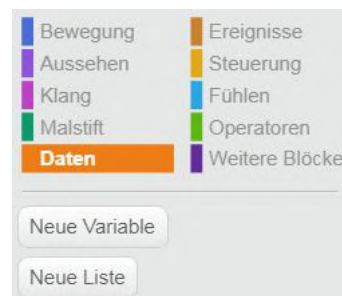 Bewegung
Aussehen
Klang
Malstift
Daten
Ereignisse
Steuerung
Fühlen
Operatoren
Weitere Blöcke
Neue Variable
Neue Liste